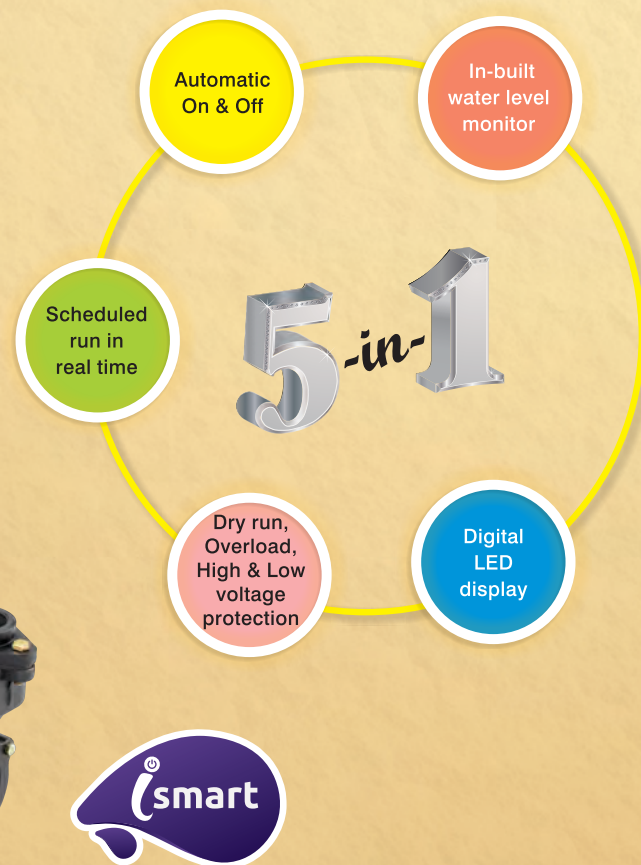 Automatic
On & Off
In-built
water level
monitor
Scheduled
run in
real time
5-in-1
Dry run,
Overload,
High & Low
voltage
protection
Digital
LED
display
ismart